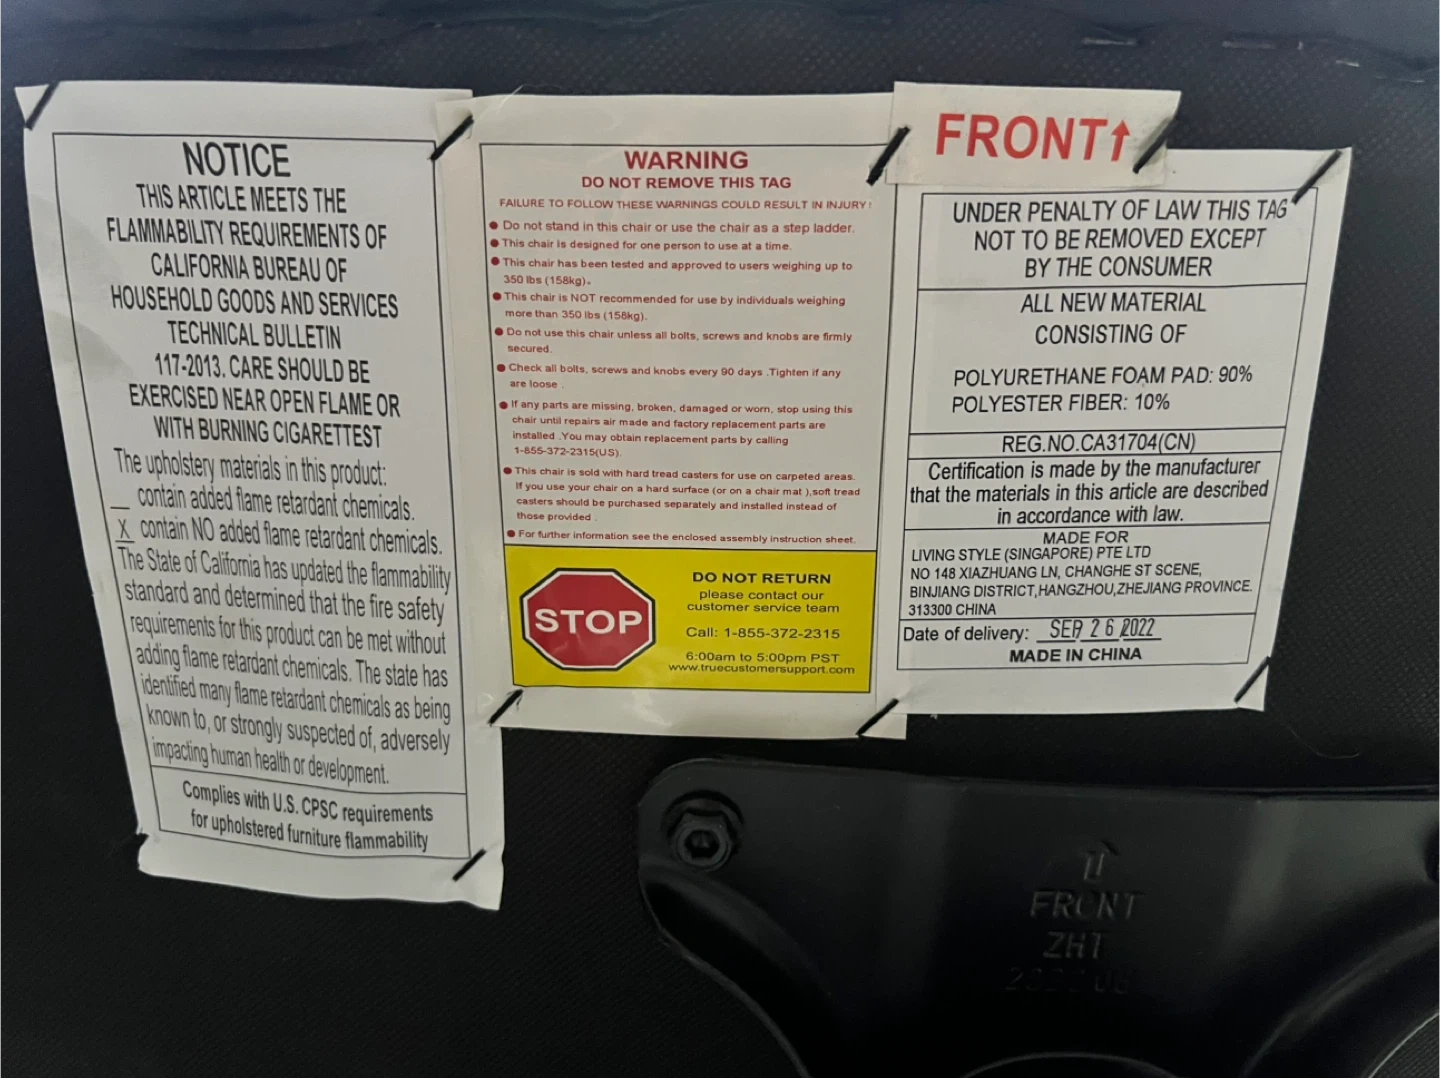 NOTICE
THIS ARTICLE MEETS THE
FLAMMABILITY REQUIREMENTS OF
CALIFORNIA BUREAU OF
HOUSEHOLD GOODS AND SERVICES
TECHNICAL BULLETIN
117-2013. CARE SHOULD BE
EXERCISED NEAR OPEN FLAME OR
WITH BURNING CIGARETTEST
The upholstery materials in this product:
__ contain added flame retardant chemicals.
X contain NO added flame retardant chemicals.
The State of California has updated the flammability
standard and determined that the fire safety
requirements for this product can be met without
adding flame retardant chemicals. The state has
identified many flame retardant chemicals as being
known to, or strongly suspected of, adversely
impacting human health or development.
Complies with U.S. CPSC requirements
for upholstered furniture flammability
WARNING
DO NOT REMOVE THIS TAG
FAILURE TO FOLLOW THESE WARNINGS COULD RESULT IN INJURY!
● Do not stand in this chair or use the chair as a step ladder.
● This chair is designed for one person to use at a time.
● This chair has been tested and approved to users weighing up to
350 lbs (158kg).
● This chair is NOT recommended for use by individuals weighing
more than 350 lbs (158kg).
● Do not use this chair unless all bolts, screws and knobs are firmly
secured.
● Check all bolts, screws and knobs every 90 days .Tighten if any
are loose .
● If any parts are missing, broken, damaged or worn, stop using this
chair until repairs air made and factory replacement parts are
installed .You may obtain replacement parts by calling
1-855-372-2315(US).
● This chair is sold with hard tread casters for use on carpeted areas.
If you use your chair on a hard surface (or on a chair mat ),soft tread
casters should be purchased separately and installed instead of
those provided .
● For further information see the enclosed assembly instruction sheet.
STOP
DO NOT RETURN
please contact our
customer service team
Call: 1-855-372-2315
6:00am to 5:00pm PST
www.truecustomersupport.com
FRONT↑
UNDER PENALTY OF LAW THIS TAG
NOT TO BE REMOVED EXCEPT
BY THE CONSUMER
ALL NEW MATERIAL
CONSISTING OF
POLYURETHANE FOAM PAD: 90%
POLYESTER FIBER: 10%
REG.NO.CA31704(CN)
Certification is made by the manufacturer
that the materials in this article are described
in accordance with law.
MADE FOR
LIVING STYLE (SINGAPORE) PTE LTD
NO 148 XIAZHUANG LN, CHANGHE ST SCENE,
BINJIANG DISTRICT,HANGZHOU,ZHEJIANG PROVINCE.
313300 CHINA
Date of delivery: SEP 26 2022
MADE IN CHINA
FRONT
ZHT